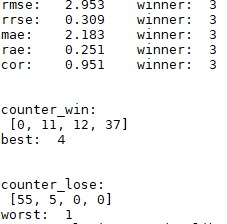 rmse: 2.953 winner: 3
rrse: 0.309 winner: 3
mae: 2.183 winner: 3
rae: 0.251 winner: 3
cor: 0.951 winner: 3
counter_win:
[0, 11, 12, 37]
best: 4
counter_lose:
[55, 5, 0, 0]
worst: 1